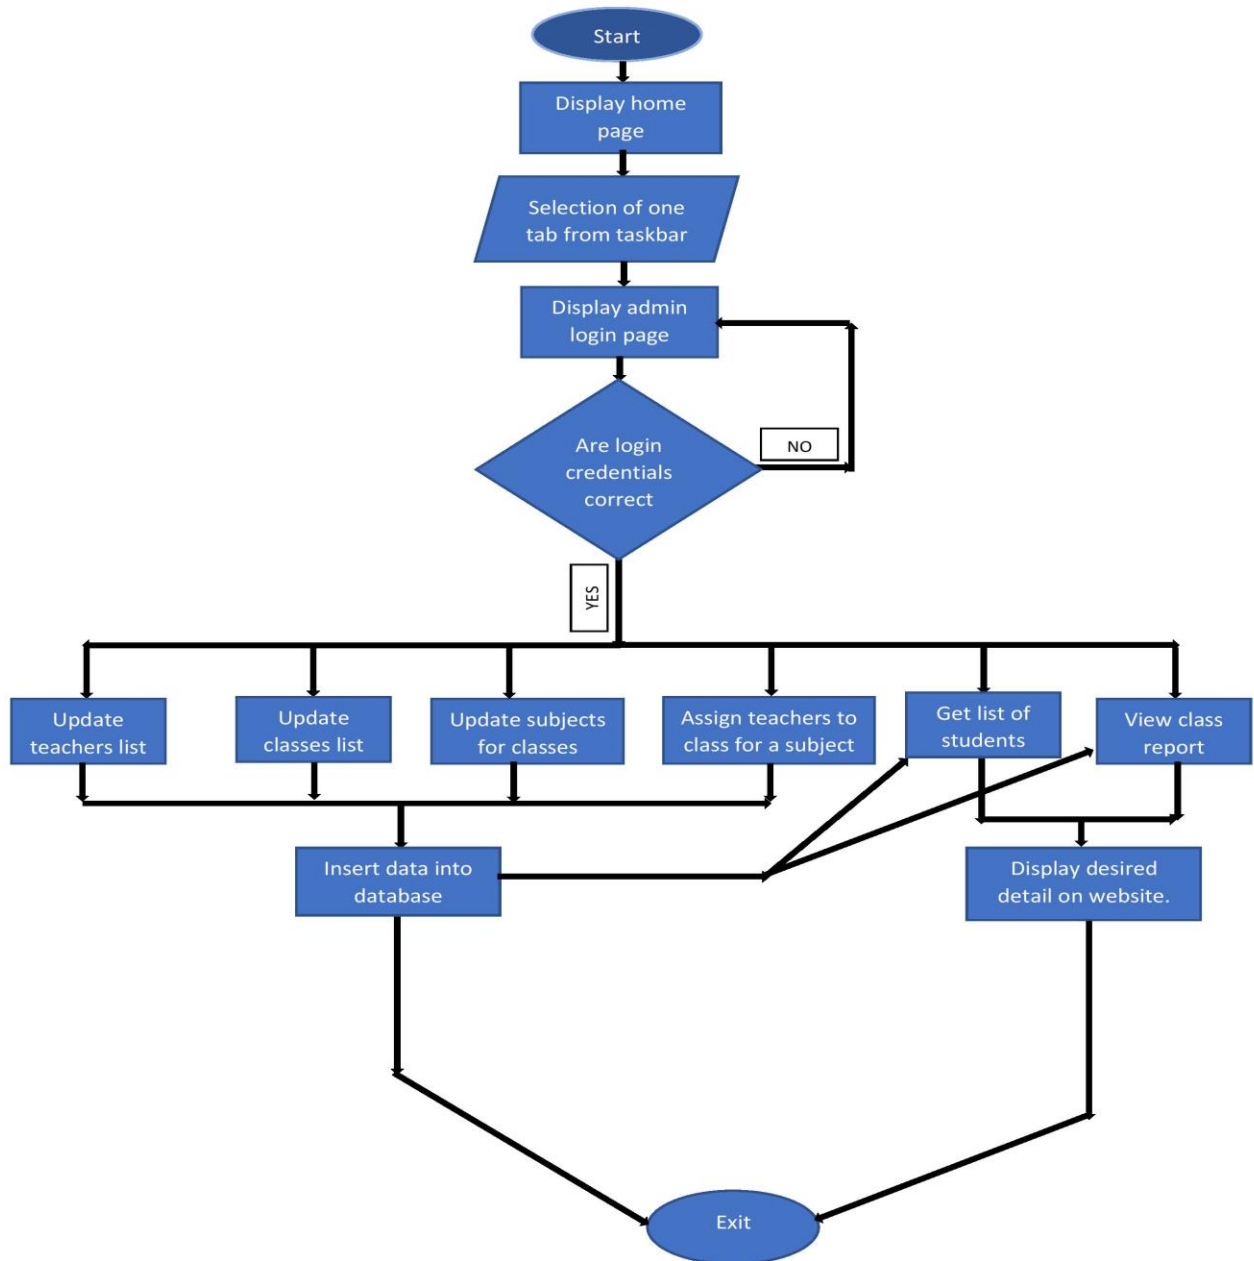 Start
Display home
page
Selection of one
tab from taskbar
Display admin
login page
Are login
credentials
correct
NO
YES
Update
teachers list
Update
classes list
Update subjects
for classes
Assign teachers to
class for a subject
Get list of
students
View class
report
Insert data into
database
Display desired
detail on website.
Exit